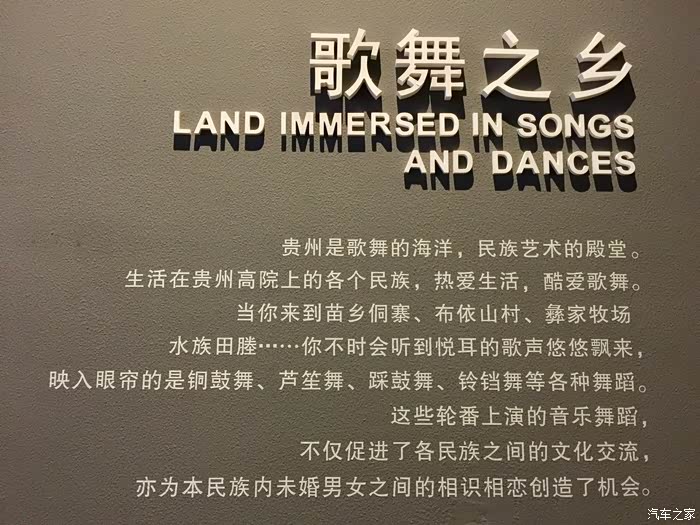 歌舞之乡
LAND IMMERSED IN SONGS
AND DANCES
贵州是歌舞的海洋，民族艺术的殿堂。
生活在贵州高院上的各个民族，热爱生活，酷爱歌舞。
当你来到苗乡侗寨、布依山村、彝家牧场
水族田塍……你不时会听到悦耳的歌声悠悠飘来，
映入眼帘的是铜鼓舞、芦笙舞、踩鼓舞、铃铛舞等各种舞蹈。
这些轮番上演的音乐舞蹈，
不仅促进了各民族之间的文化交流，
亦为本民族内未婚男女之间的相识相恋创造了机会。
汽车之家